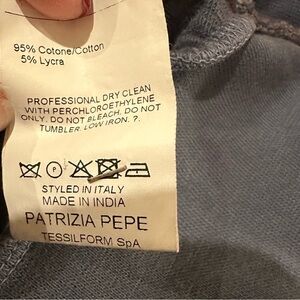 95% Cotone/Cotton
5% Lycra
PROFESSIONAL DRY CLEAN
WITH PERCHLOROETHYLENE
ONLY. DO NOT BLEACH. DO NOT
TUMBLER. LOW IRON. ?.
STYLED IN ITALY
MADE IN INDIA
PATRIZIA PEPE
TESSILFORM SpA